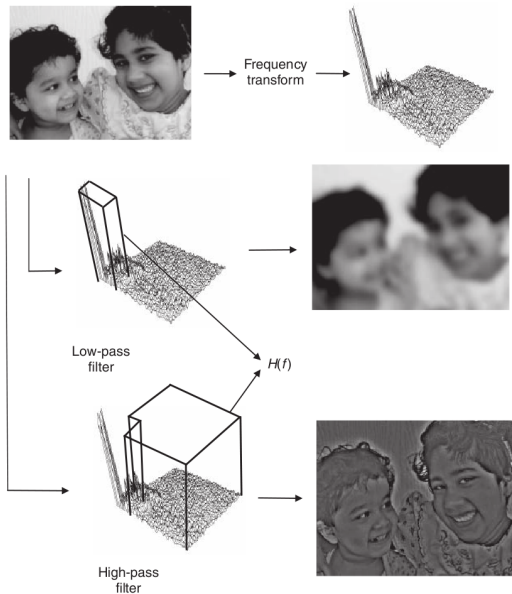 Frequency
transform
Low-pass
filter
H(f)
High-pass
filter